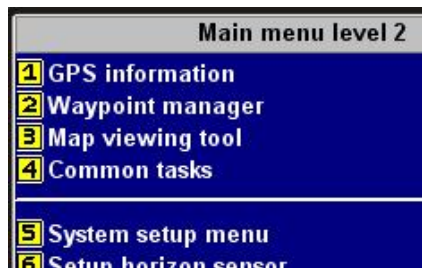 Main menu level 2
1 GPS information
2 Waypoint manager
3 Map viewing tool
4 Common tasks
5 System setup menu
6 Setup horizon sensor